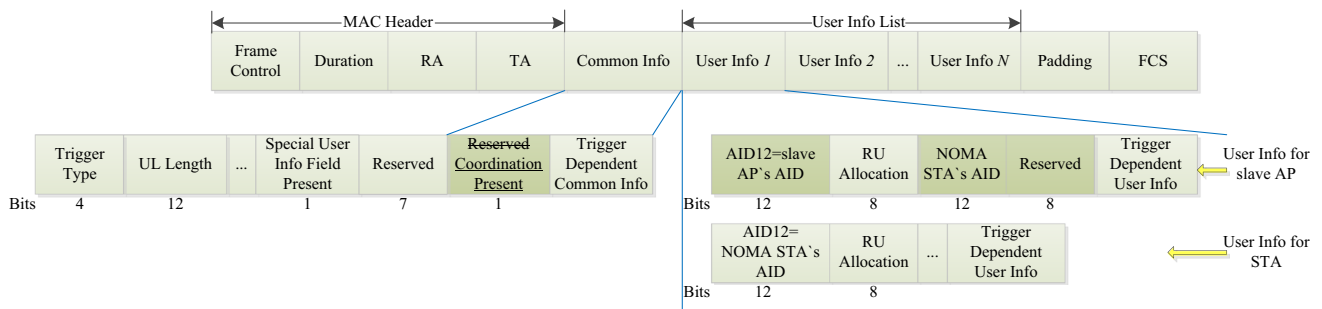 MAC Header
User Info List
Frame
Control
Duration
RA
TA
Common Info
User Info 1
User Info 2
...
User Info N
Padding
FCS
Trigger
Type
UL Length
...
Special User
Info Field
Present
Reserved
Reserved
Coordination
Present
Trigger
Dependent
Common Info
Bits
4
12
1
7
1
AID12=slave
AP`s AID
RU
Allocation
NOMA
STA`s AID
Reserved
Trigger
Dependent
User Info
User Info for
slave AP
Bits
12
8
12
8
AID12=
NOMA STA`s
AID
RU
Allocation
...
Trigger
Dependent
User Info
User Info for
STA
Bits
12
8